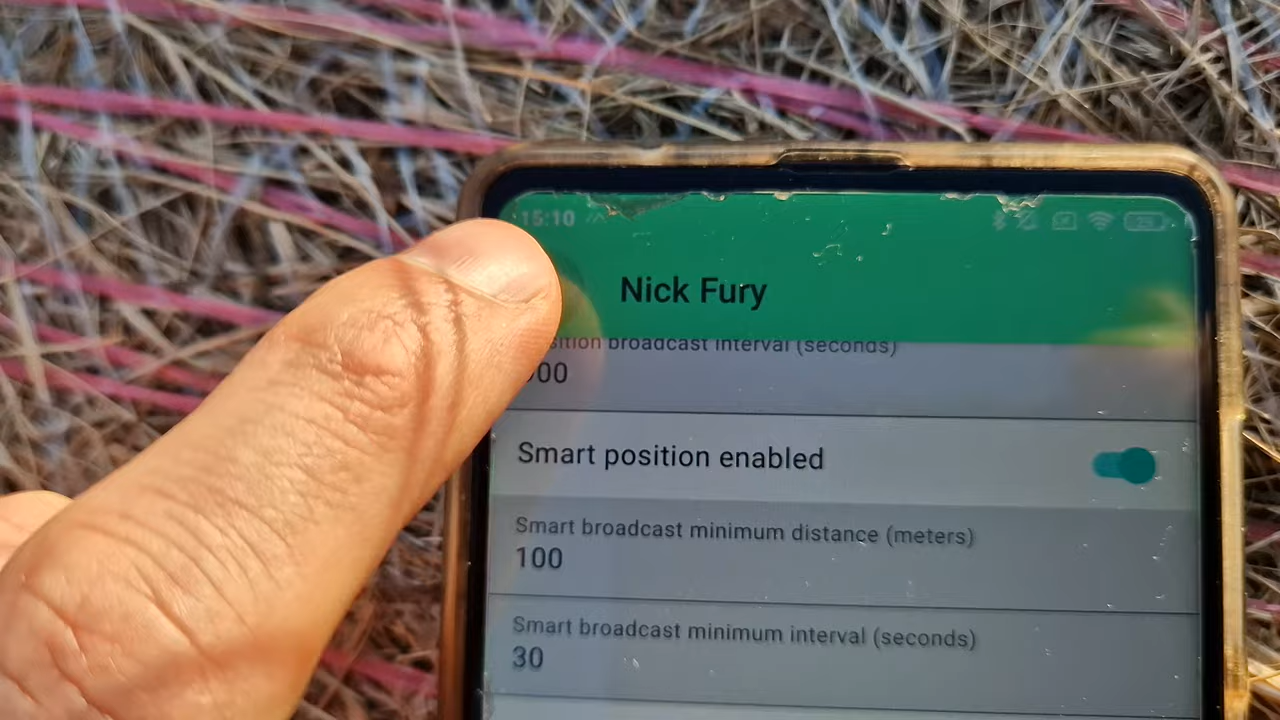 15:10
Nick Fury
broadcast interval (seconds)
Smart position enabled
Smart broadcast minimum distance (meters)
100
Smart broadcast minimum interval (seconds)
30